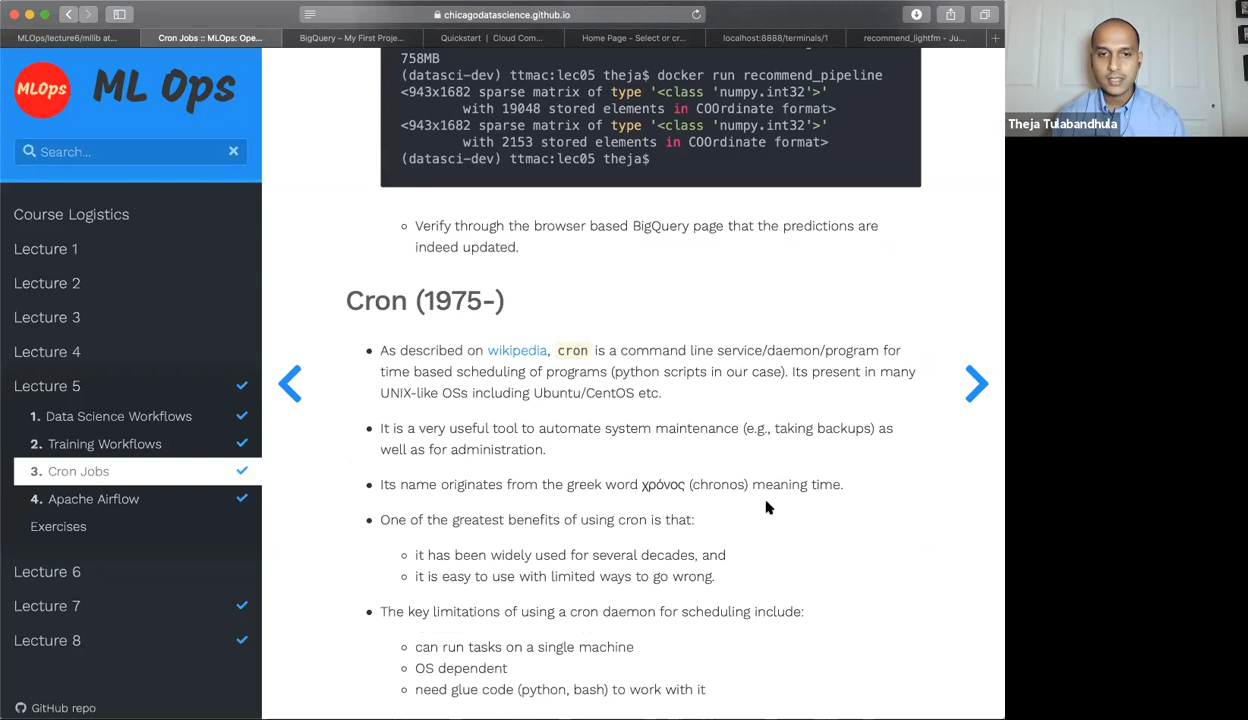 chicagodatascience.github.io
MLOps/lecture6/mllib at...
Cron Jobs :: MLOps: Ope...
BigQuery – My First Proje...
Quickstart | Cloud Com...
Home Page - Select or cr...
localhost:8888/terminals/1
recommend_lightfm - Ju...
MLOps
ML Ops
Search...
Course Logistics
Lecture 1
Lecture 2
Lecture 3
Lecture 4
Lecture 5
1. Data Science Workflows
2. Training Workflows
3. Cron Jobs
4. Apache Airflow
Exercises
Lecture 6
Lecture 7
Lecture 8
GitHub repo
758MB
(datasci-dev) ttmac:lec05 theja$ docker run recommend_pipeline
<943x1682 sparse matrix of type '<class 'numpy.int32'>'
with 19048 stored elements in COOrdinate format>
<943x1682 sparse matrix of type '<class 'numpy.int32'>'
with 2153 stored elements in COOrdinate format>
(datasci-dev) ttmac:lec05 theja$
Verify through the browser based BigQuery page that the predictions are
indeed updated.
Cron (1975-)
As described on wikipedia, cron is a command line service/daemon/program for
time based scheduling of programs (python scripts in our case). Its present in many
UNIX-like OSs including Ubuntu/CentOS etc.
It is a very useful tool to automate system maintenance (e.g., taking backups) as
well as for administration.
Its name originates from the greek word χρόνος (chronos) meaning time.
One of the greatest benefits of using cron is that:
it has been widely used for several decades, and
it is easy to use with limited ways to go wrong.
The key limitations of using a cron daemon for scheduling include:
can run tasks on a single machine
OS dependent
need glue code (python, bash) to work with it
Theja Tulabandhula